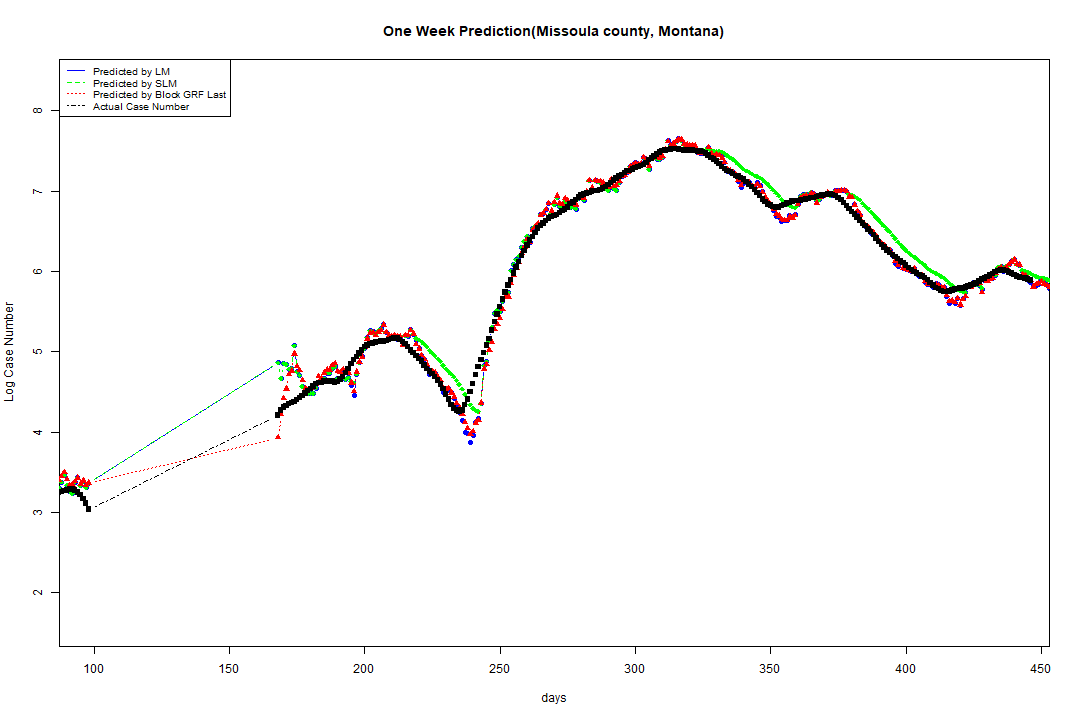 One Week Prediction(Missoula county, Montana)
Predicted by LM
Predicted by SLM
Predicted by Block GRF Last
Actual Case Number
Log Case Number
8
7
6
5
4
3
2
100 150 200 250 300 350 400 450
days